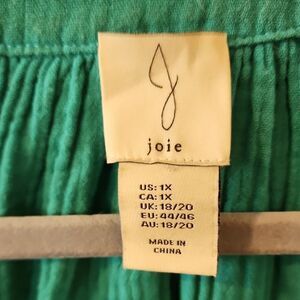 J
joie
US: 1X
CA: 1X
UK: 18/20
EU: 44/46
AU: 18/20
MADE IN
CHINA